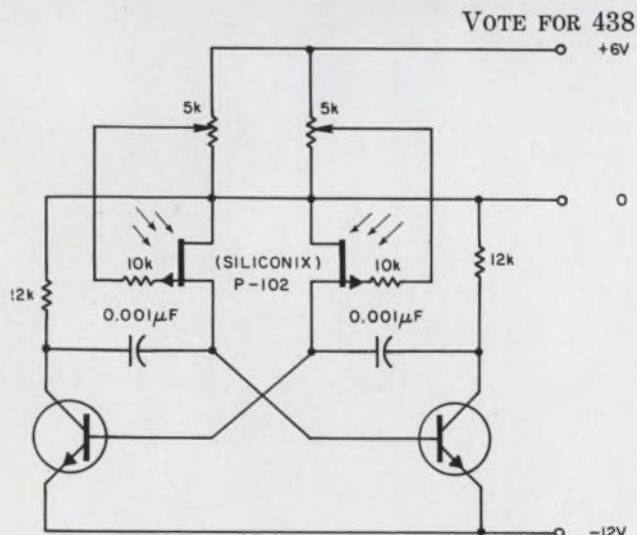 VOTE FOR 438
+6V
5k
5k
0
10k
(SILICONIX)
P-102
10k
12k
12k
0.001μF
0.001μF
-12V